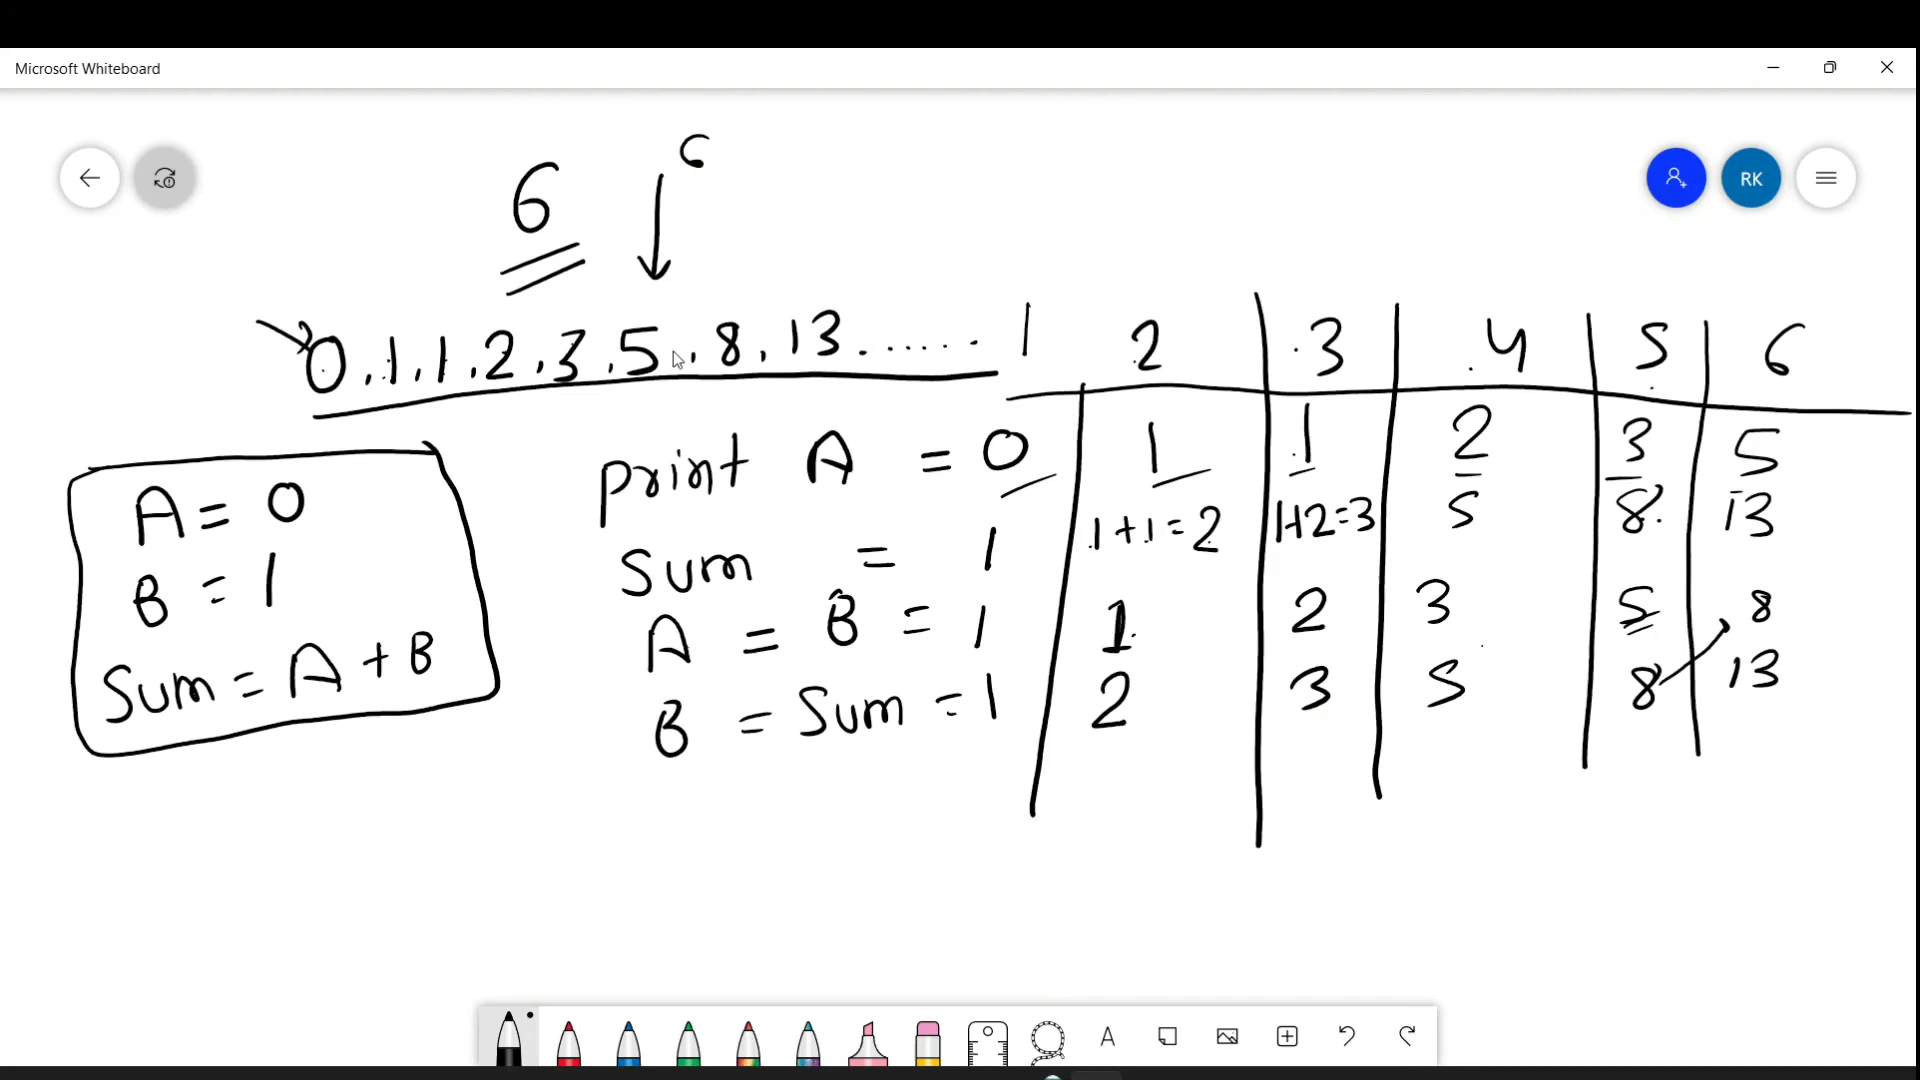 Microsoft Whiteboard
6
6
RK
0,1,1,2,3,5,8,13.......
1 2 3 4 5 6
A = 0
B = 1
Sum = A + B
print A = 0 1 1 2 3 5
Sum = 1 1+1=2 1+2=3 5 8 13
A = B = 1 1 2 3 5 8
B = Sum = 1 2 3 5 8 13
A